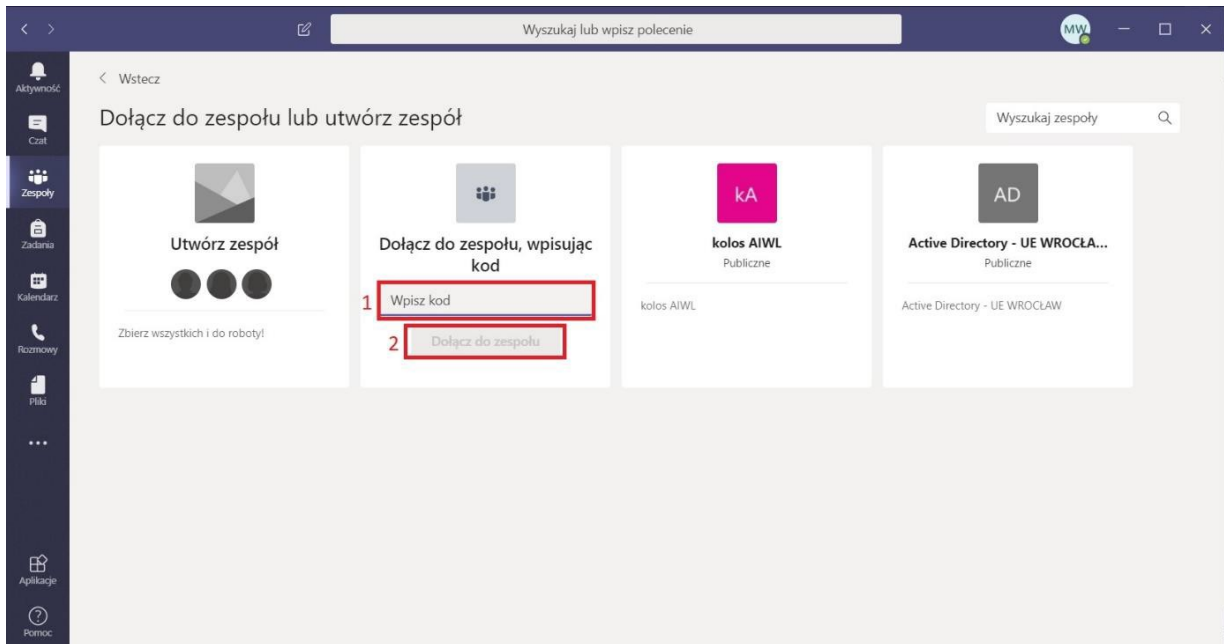 Wyszukaj lub wpisz polecenie
MW
Aktywność
Czat
Zespoły
Zadania
Kalendarz
Rozmowy
Pliki
Aplikacje
Pomoc
Wstecz
Dołącz do zespołu lub utwórz zespół
Wyszukaj zespoły
Utwórz zespół
Zbierz wszystkich i do roboty!
Dołącz do zespołu, wpisując
kod
1 Wpisz kod
2 Dołącz do zespołu
kA
kolos AIWL
Publiczne
kolos AIWL
AD
Active Directory - UE WROCŁA...
Publiczne
Active Directory - UE WROCŁAW